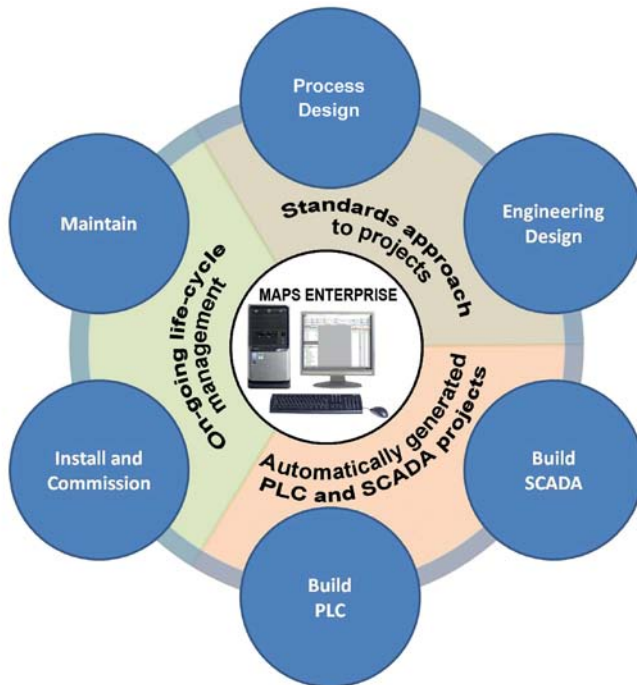 Process
Design
Engineering
Design
Build
SCADA
Build
PLC
Install and
Commission
Maintain
Standards approach
to projects
Automatically generated
PLC and SCADA projects
On-going life-cycle
management
MAPS ENTERPRISE